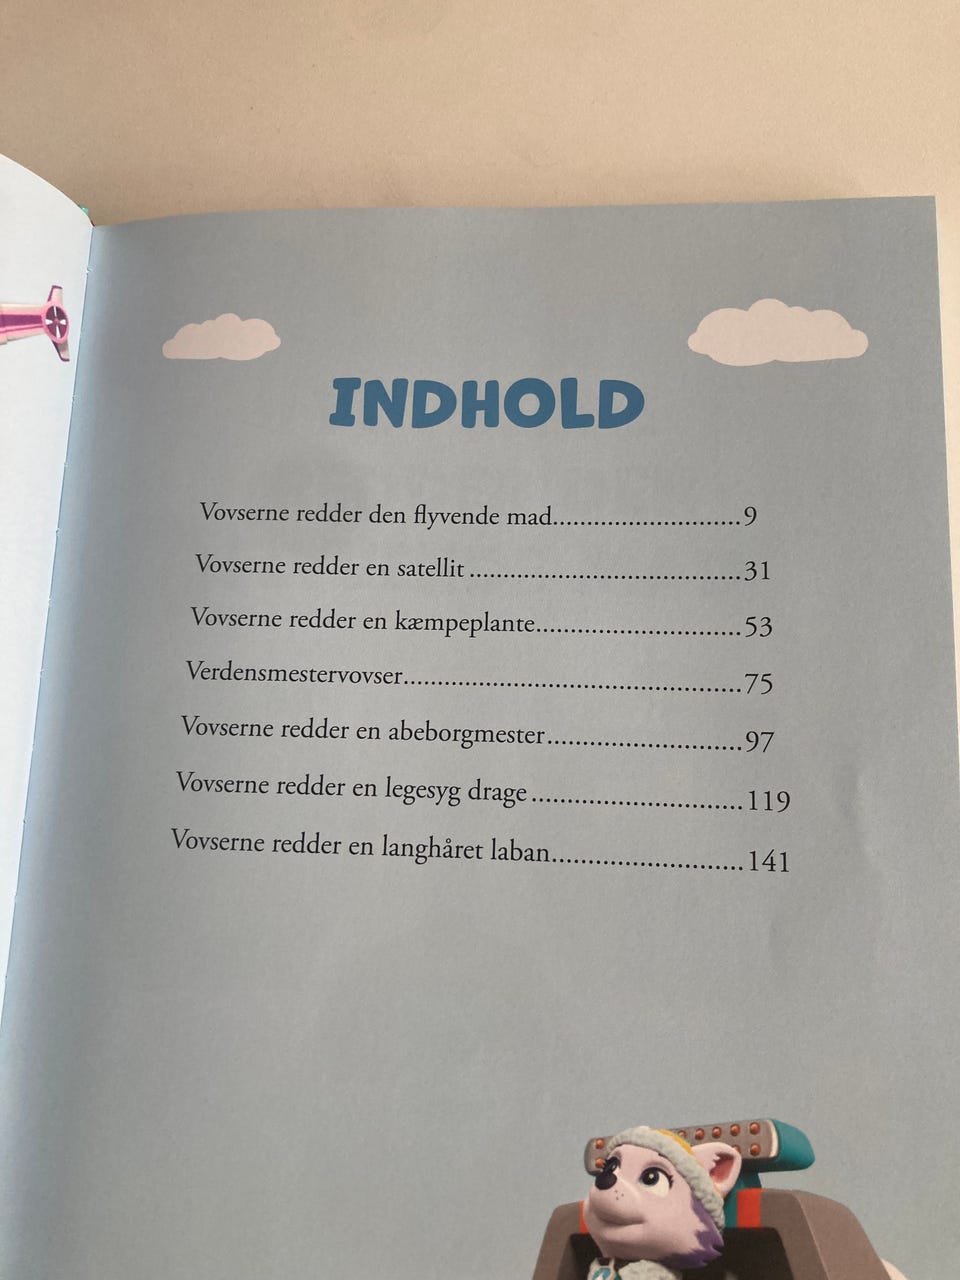 INDHOLD
Vovserne redder den flyvende mad............................9
Vovserne redder en satellit ........................................31
Vovserne redder en kæmpeplante..............................53
Verdensmestervovser..................................................75
Vovserne redder en abeborgmester.............................97
Vovserne redder en legesyg drage ...............................119
Vovserne redder en langhåret laban............................141